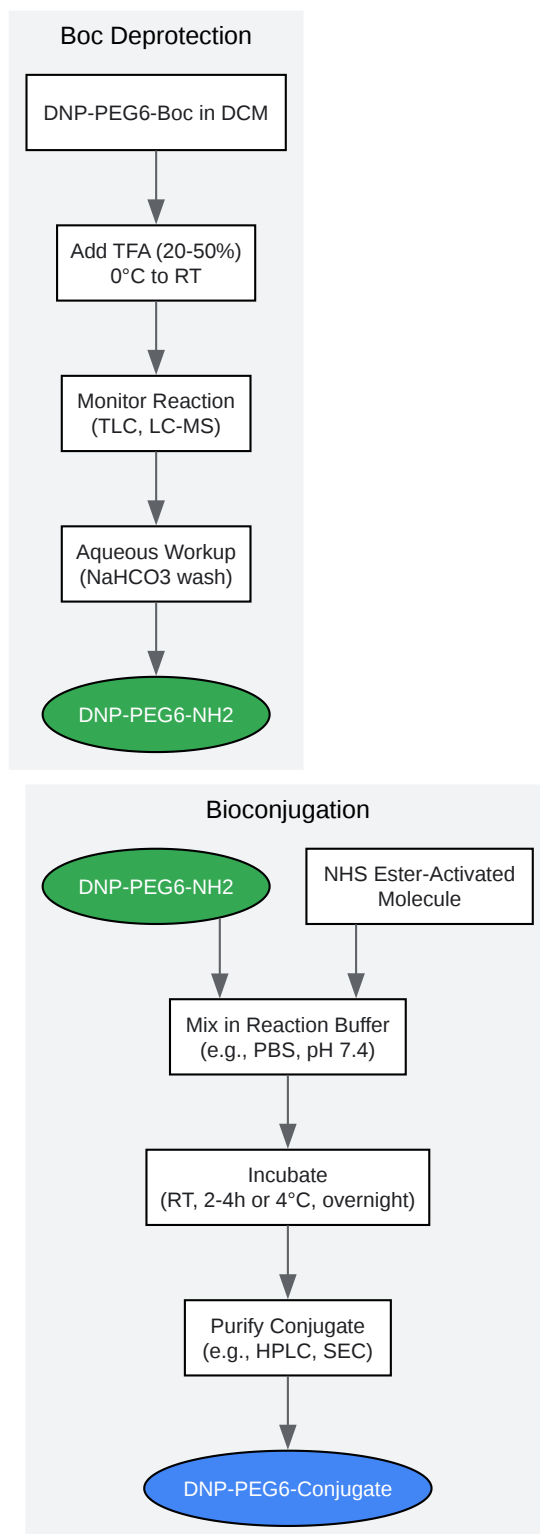 Boc Deprotection
DNP-PEG6-Boc in DCM
Add TFA (20-50%)
0°C to RT
Monitor Reaction
(TLC, LC-MS)
Aqueous Workup
(NaHCO3 wash)
DNP-PEG6-NH2
Bioconjugation
DNP-PEG6-NH2
NHS Ester-Activated
Molecule
Mix in Reaction Buffer
(e.g., PBS, pH 7.4)
Incubate
(RT, 2-4h or 4°C, overnight)
Purify Conjugate
(e.g., HPLC, SEC)
DNP-PEG6-Conjugate